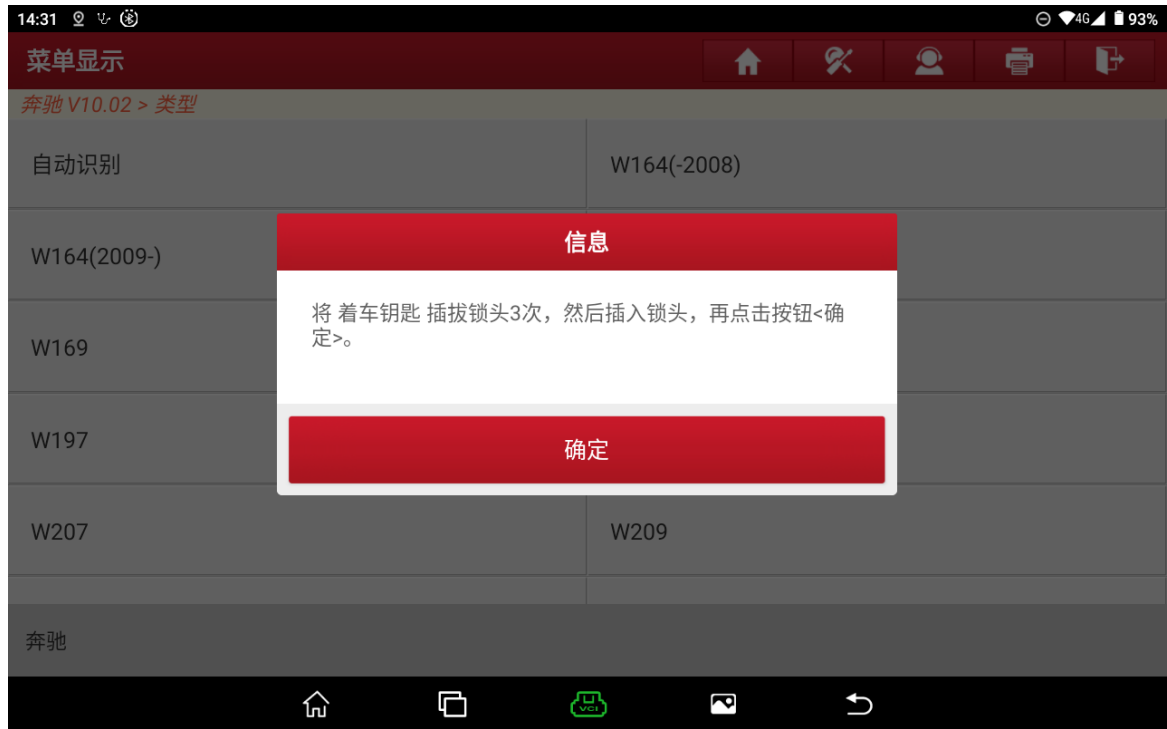 14:31
4G 93%
菜单显示
奔驰 V10.02 > 类型
自动识别
W164(-2008)
W164(2009-)
信息
将 着车钥匙 插拔锁头3次，然后插入锁头，再点击按钮<确
定>。
W169
W197
确定
W207
W209
奔驰
VCI